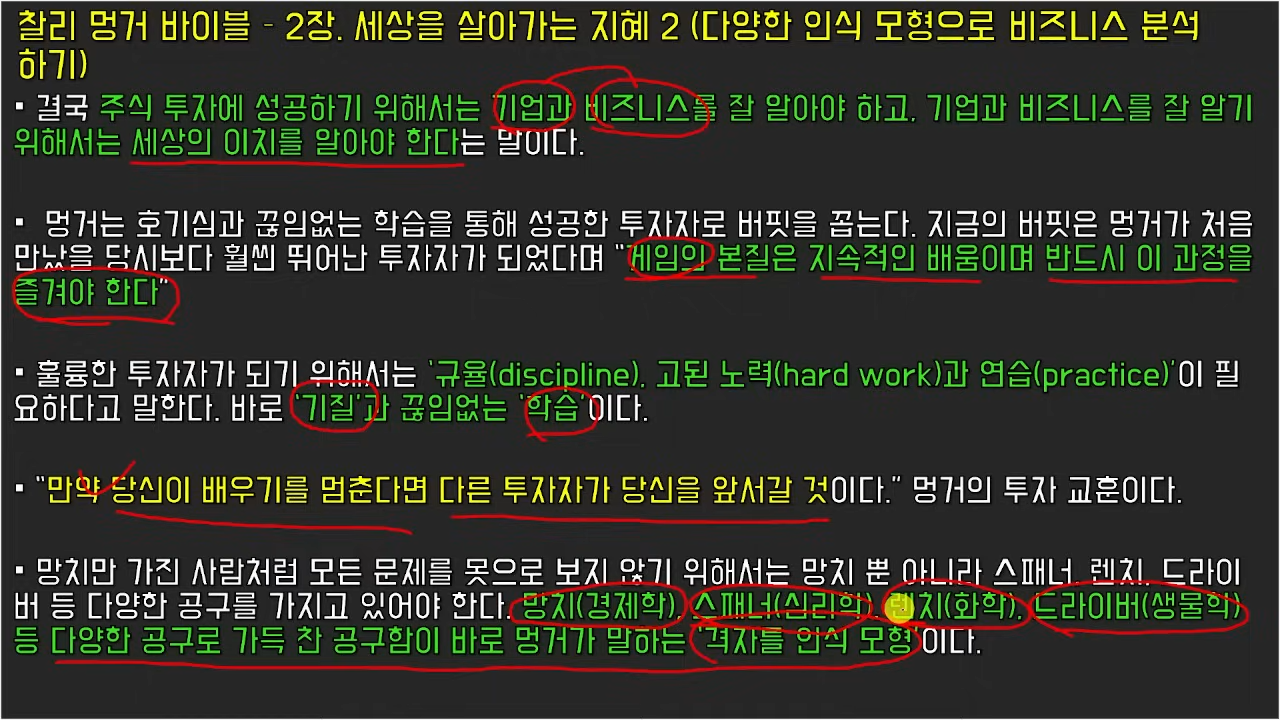 찰리 멍거 바이블 - 2장. 세상을 살아가는 지혜 2 (다양한 인식 모형으로 비즈니스 분석
하기)
▪ 결국 주식 투자에 성공하기 위해서는 기업과 비즈니스를 잘 알아야 하고, 기업과 비즈니스를 잘 알기
위해서는 세상의 이치를 알아야 한다는 말이다.
▪ 멍거는 호기심과 끊임없는 학습을 통해 성공한 투자자로 버핏을 꼽는다. 지금의 버핏은 멍거가 처음
만났을 당시보다 훨씬 뛰어난 투자자가 되었다며 "게임의 본질은 지속적인 배움이며 반드시 이 과정을
즐겨야 한다"
▪ 훌륭한 투자자가 되기 위해서는 '규율(discipline), 고된 노력(hard work)과 연습(practice)'이 필
요하다고 말한다. 바로 '기질'과 끊임없는 '학습'이다.
▪ "만약 당신이 배우기를 멈춘다면 다른 투자자가 당신을 앞서갈 것이다." 멍거의 투자 교훈이다.
▪ 망치만 가진 사람처럼 모든 문제를 못으로 보지 않기 위해서는 망치 뿐 아니라 스패너, 렌치, 드라이
버 등 다양한 공구를 가지고 있어야 한다. 망치(경제학), 스패너(심리학), 렌치(화학), 드라이버(생물학)
등 다양한 공구로 가득 찬 공구함이 바로 멍거가 말하는 '격자틀 인식 모형'이다.